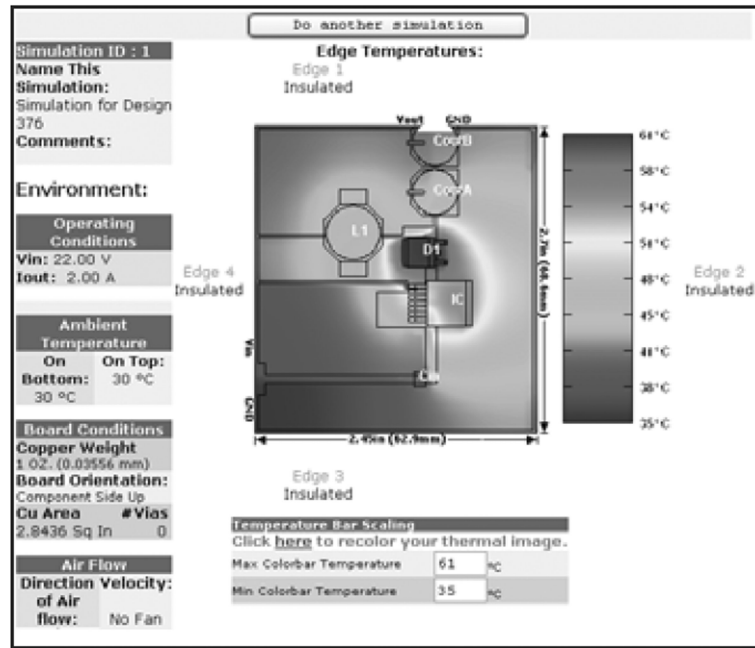 Do another simulation
Simulation ID : 1
Name This
Simulation:
Simulation for Design
376
Comments:
Environment:
Operating
Conditions
Vin: 22.00 V
Iout: 2.00 A
Ambient
Temperature
On
Bottom:
30 ºC
On Top:
30 ºC
Board Conditions
Copper Weight
1 OZ. (0.03556 mm)
Board Orientation:
Component Side Up
Cu Area #Vias
2.8436 Sq In 0
Air Flow
Direction
of Air
flow:
Velocity:
No Fan
Edge Temperatures:
Edge 1
Insulated
Edge 4
Insulated
Vout GND
CoutB
CoutA
L1
D1
IC
Vin
GND
2.7in (68.6mm)
2.45in (62.9mm)
61°C
58°C
54°C
51°C
48°C
45°C
41°C
38°C
35°C
Edge 2
Insulated
Edge 3
Insulated
Temperature Bar Scaling
Click here to recolor your thermal image.
Max Colorbar Temperature 61 ºC
Min Colorbar Temperature 35 ºC